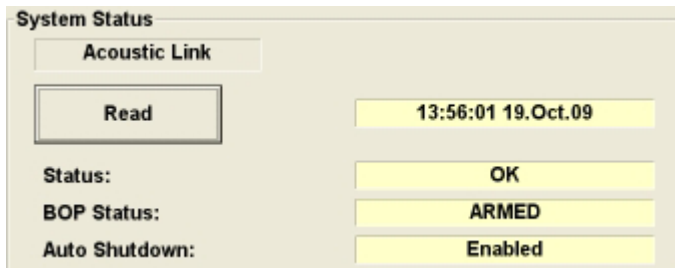 System Status
Acoustic Link
Read 13:56:01 19.Oct.09
Status: OK
BOP Status: ARMED
Auto Shutdown: Enabled